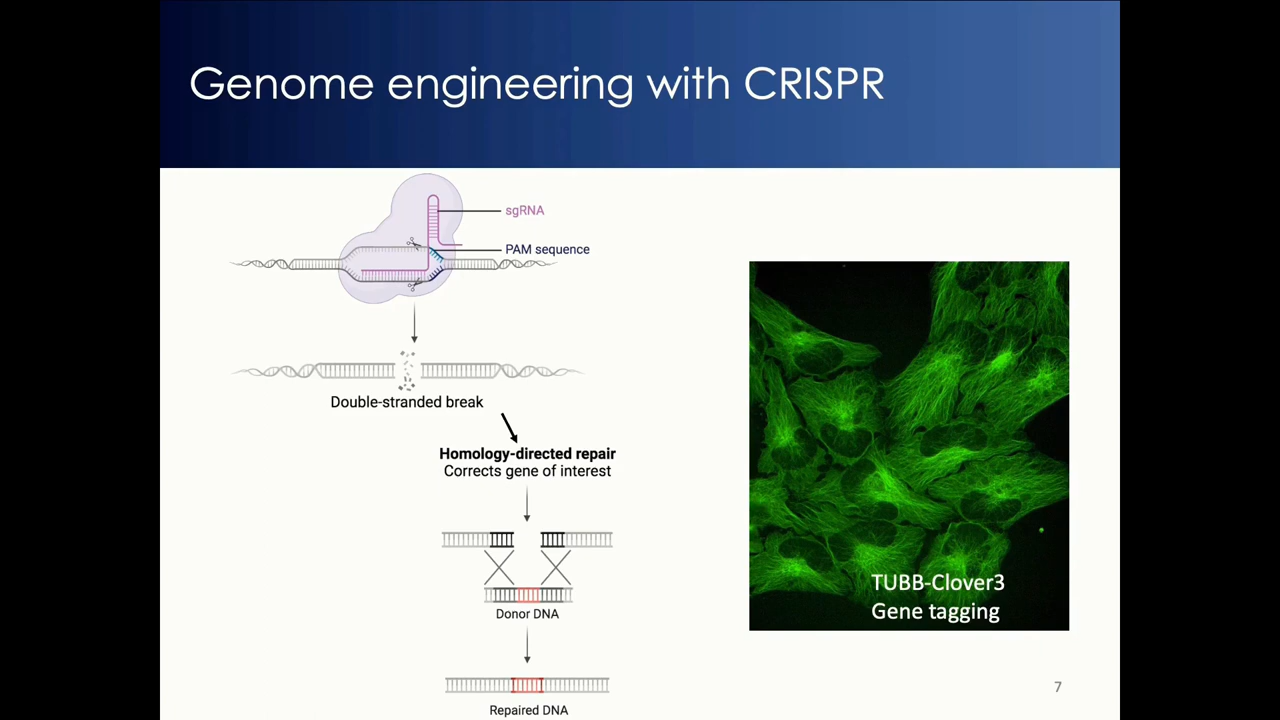 Genome engineering with CRISPR
sgRNA
PAM sequence
Double-stranded break
Homology-directed repair
Corrects gene of interest
Donor DNA
Repaired DNA
TUBB-Clover3
Gene tagging
7